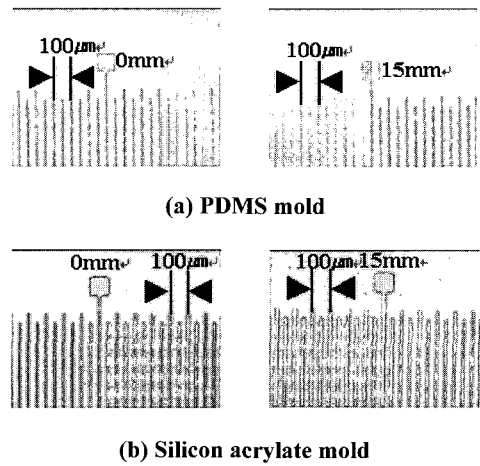 100μm↵ 0mm↵
100μm↵ 15mm↵
(a) PDMS mold
0mm↵ 100μm↵
100μm↵ 15mm↵
(b) Silicon acrylate mold